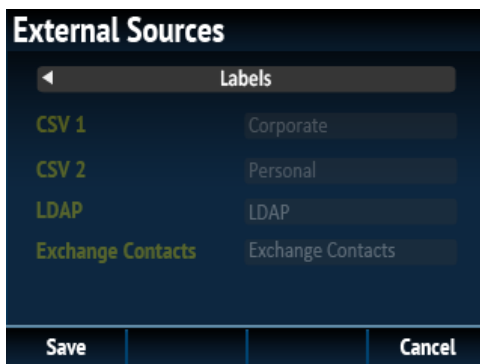 External Sources
Labels
CSV 1 Corporate
CSV 2 Personal
LDAP LDAP
Exchange Contacts Exchange Contacts
Save Cancel